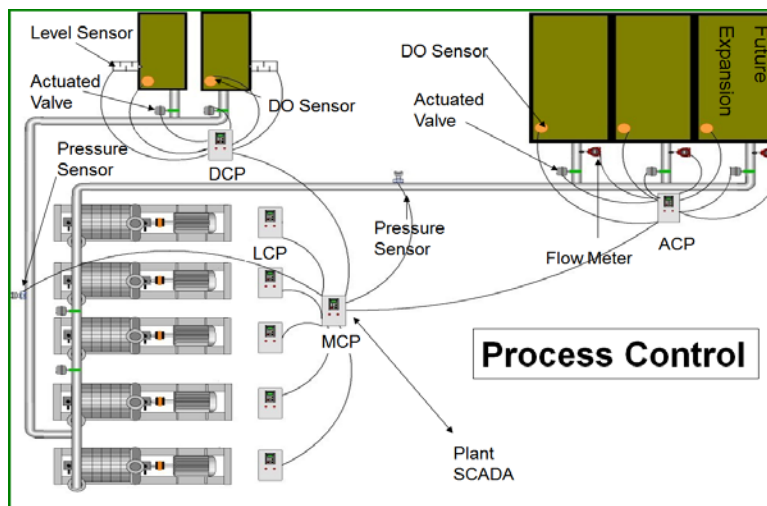 Level Sensor
Actuated
Valve
Pressure
Sensor
DO Sensor
DCP
DO Sensor
Actuated
Valve
Future
Expansion
Pressure
Sensor
Flow Meter
ACP
LCP
MCP
Process Control
Plant
SCADA